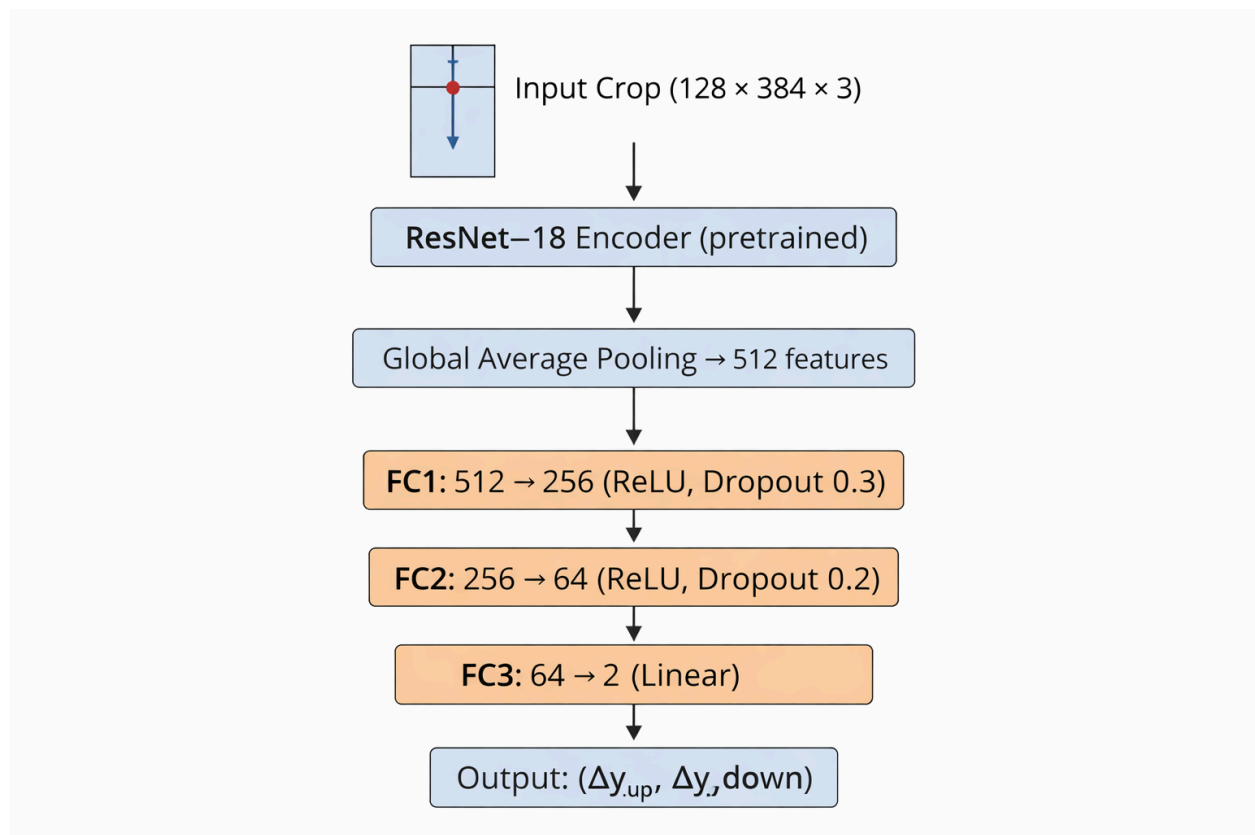 Input Crop (128 × 384 × 3)
ResNet–18 Encoder (pretrained)
Global Average Pooling → 512 features
FC1: 512 → 256 (ReLU, Dropout 0.3)
FC2: 256 → 64 (ReLU, Dropout 0.2)
FC3: 64 → 2 (Linear)
Output: (Δy.up, Δy.,down)